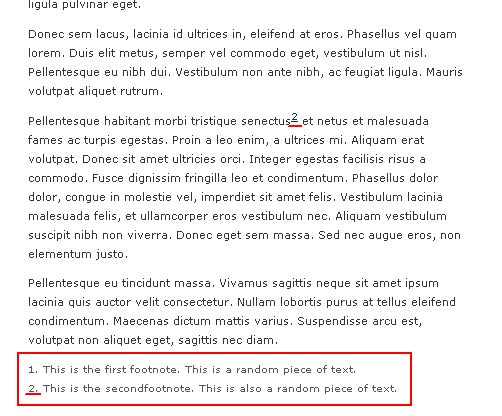 ligula pulvinar eget.
Donec sem lacus, lacinia id ultrices in, eleifend at eros. Phasellus vel quam
lorem. Duis elit metus, semper vel commodo eget, vestibulum ut nisl.
Pellentesque eu nibh dui. Vestibulum non ante nibh, ac feugiat ligula. Mauris
volutpat aliquet rutrum.
Pellentesque habitant morbi tristique senectus2 et netus et malesuada
fames ac turpis egestas. Proin a leo enim, a ultrices mi. Aliquam erat
volutpat. Donec sit amet ultricies orci. Integer egestas facilisis risus a
commodo. Fusce dignissim fringilla leo et condimentum. Phasellus dolor
dolor, congue in molestie vel, imperdiet sit amet felis. Vestibulum lacinia
malesuada felis, et ullamcorper eros vestibulum nec. Aliquam vestibulum
suscipit nibh non viverra. Donec eget sem massa. Sed nec augue eros, non
elementum justo.
Pellentesque eu tincidunt massa. Vivamus sagittis neque sit amet ipsum
lacinia quis auctor velit consectetur. Nullam lobortis purus at tellus eleifend
condimentum. Maecenas dictum mattis varius. Suspendisse arcu est,
volutpat non aliquet eget, sagittis nec diam.
1. This is the first footnote. This is a random piece of text.
2. This is the secondfootnote. This is also a random piece of text.